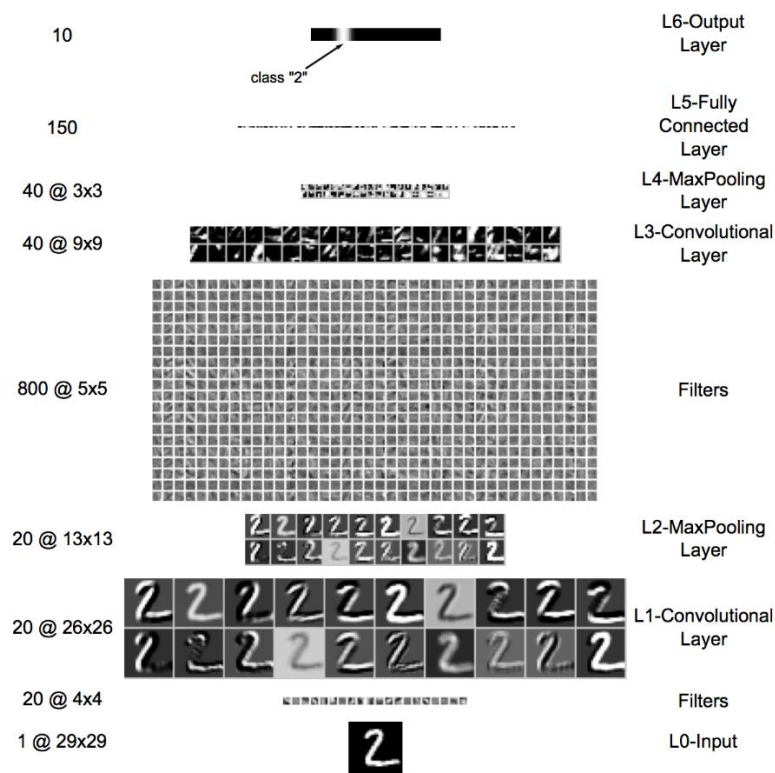 10
class "2"
L6-Output
Layer
150
L5-Fully
Connected
Layer
40 @ 3x3
L4-MaxPooling
Layer
40 @ 9x9
L3-Convolutional
Layer
800 @ 5x5
Filters
20 @ 13x13
L2-MaxPooling
Layer
20 @ 26x26
L1-Convolutional
Layer
20 @ 4x4
Filters
1 @ 29x29
2
L0-Input